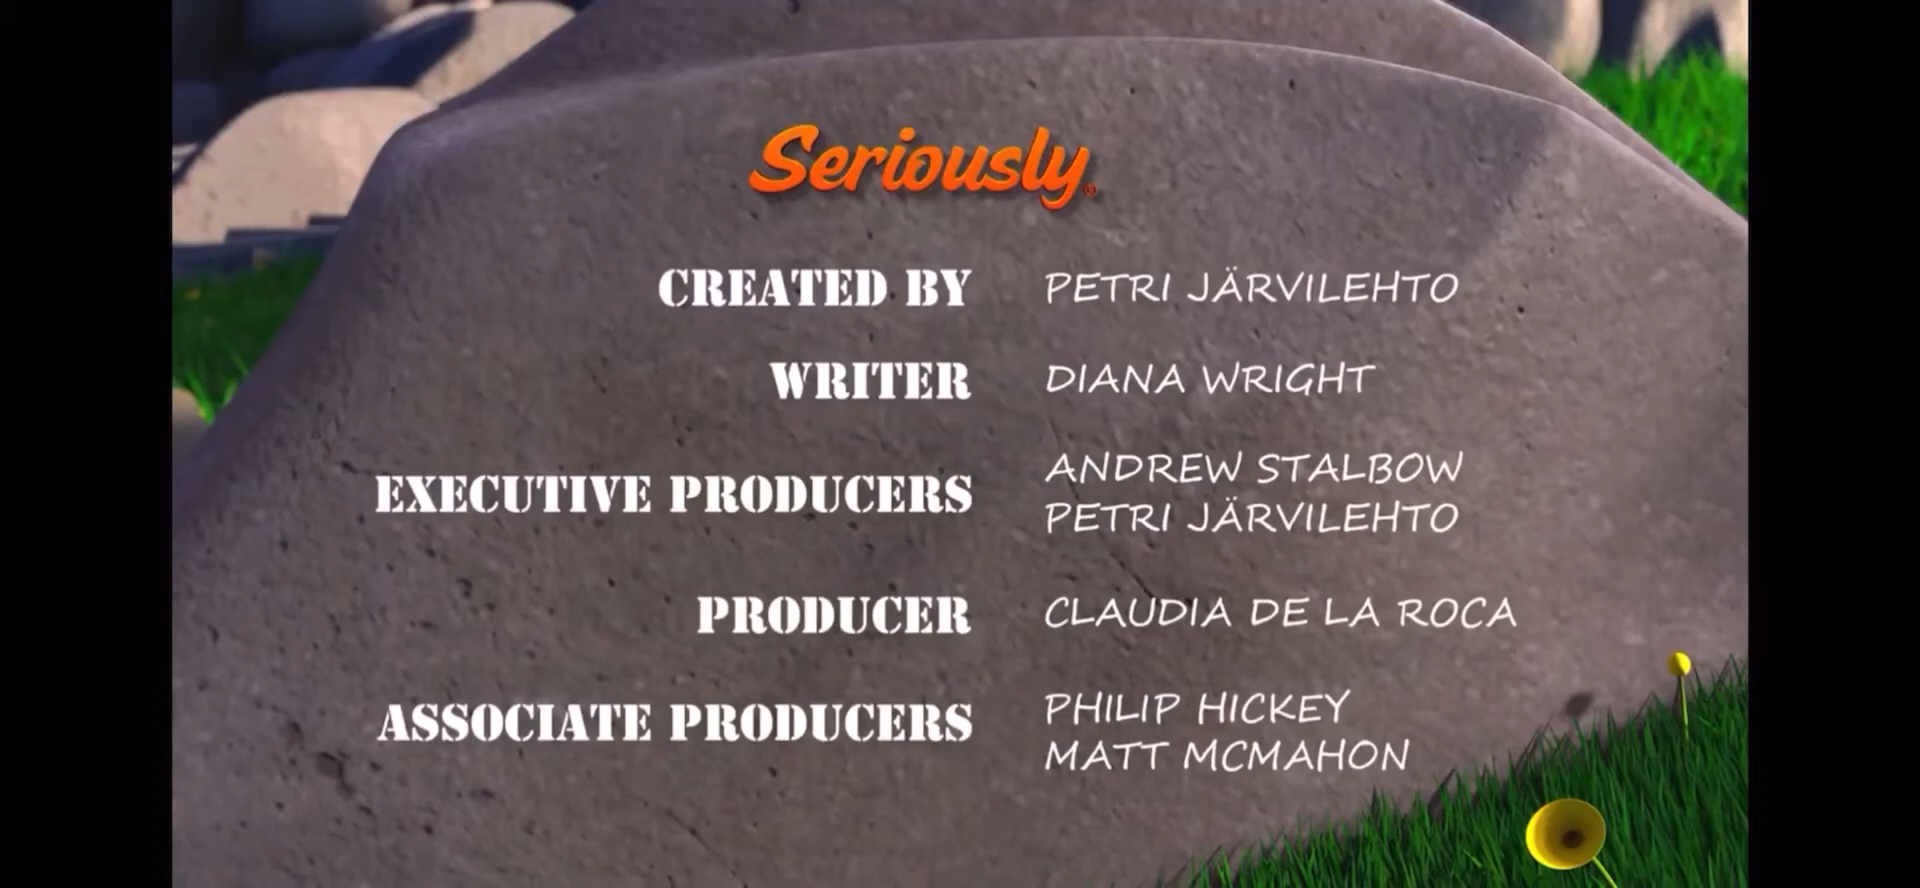 Seriously®
CREATED BY PETRI JÄRVILEHTO
WRITER DIANA WRIGHT
EXECUTIVE PRODUCERS ANDREW STALBOW
PETRI JÄRVILEHTO
PRODUCER CLAUDIA DE LA ROCA
ASSOCIATE PRODUCERS PHILIP HICKEY
MATT MCMAHON